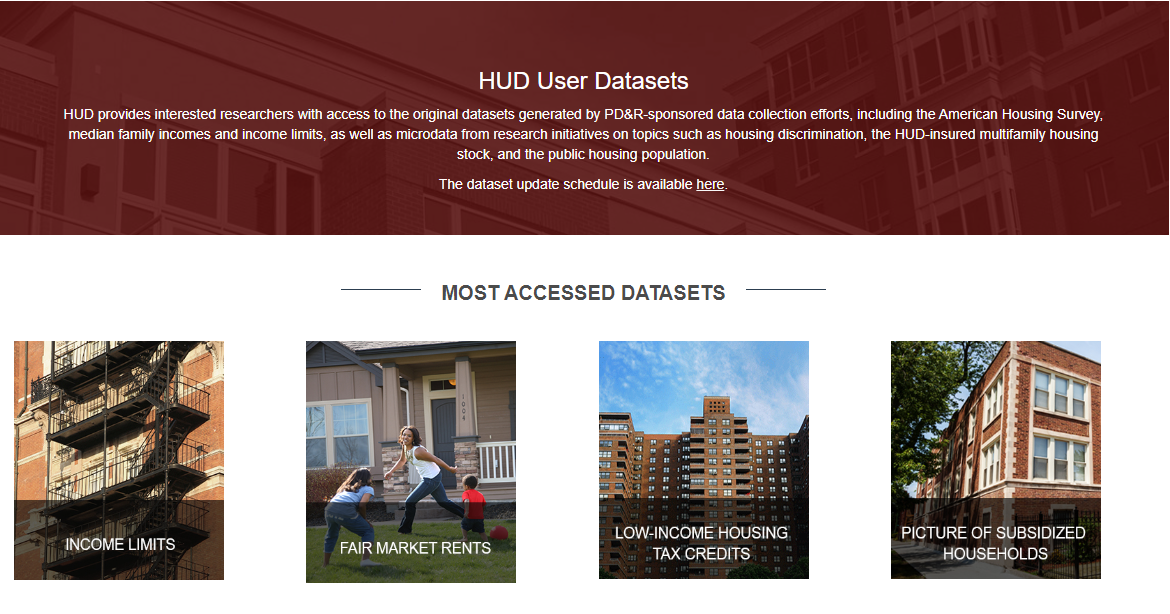 HUD User Datasets
HUD provides interested researchers with access to the original datasets generated by PD&R-sponsored data collection efforts, including the American Housing Survey,
median family incomes and income limits, as well as microdata from research initiatives on topics such as housing discrimination, the HUD-insured multifamily housing
stock, and the public housing population.
The dataset update schedule is available here.
MOST ACCESSED DATASETS
1004
INCOME LIMITS
FAIR MARKET RENTS
LOW-INCOME HOUSING
TAX CREDITS
PICTURE OF SUBSIDIZED
HOUSEHOLDS